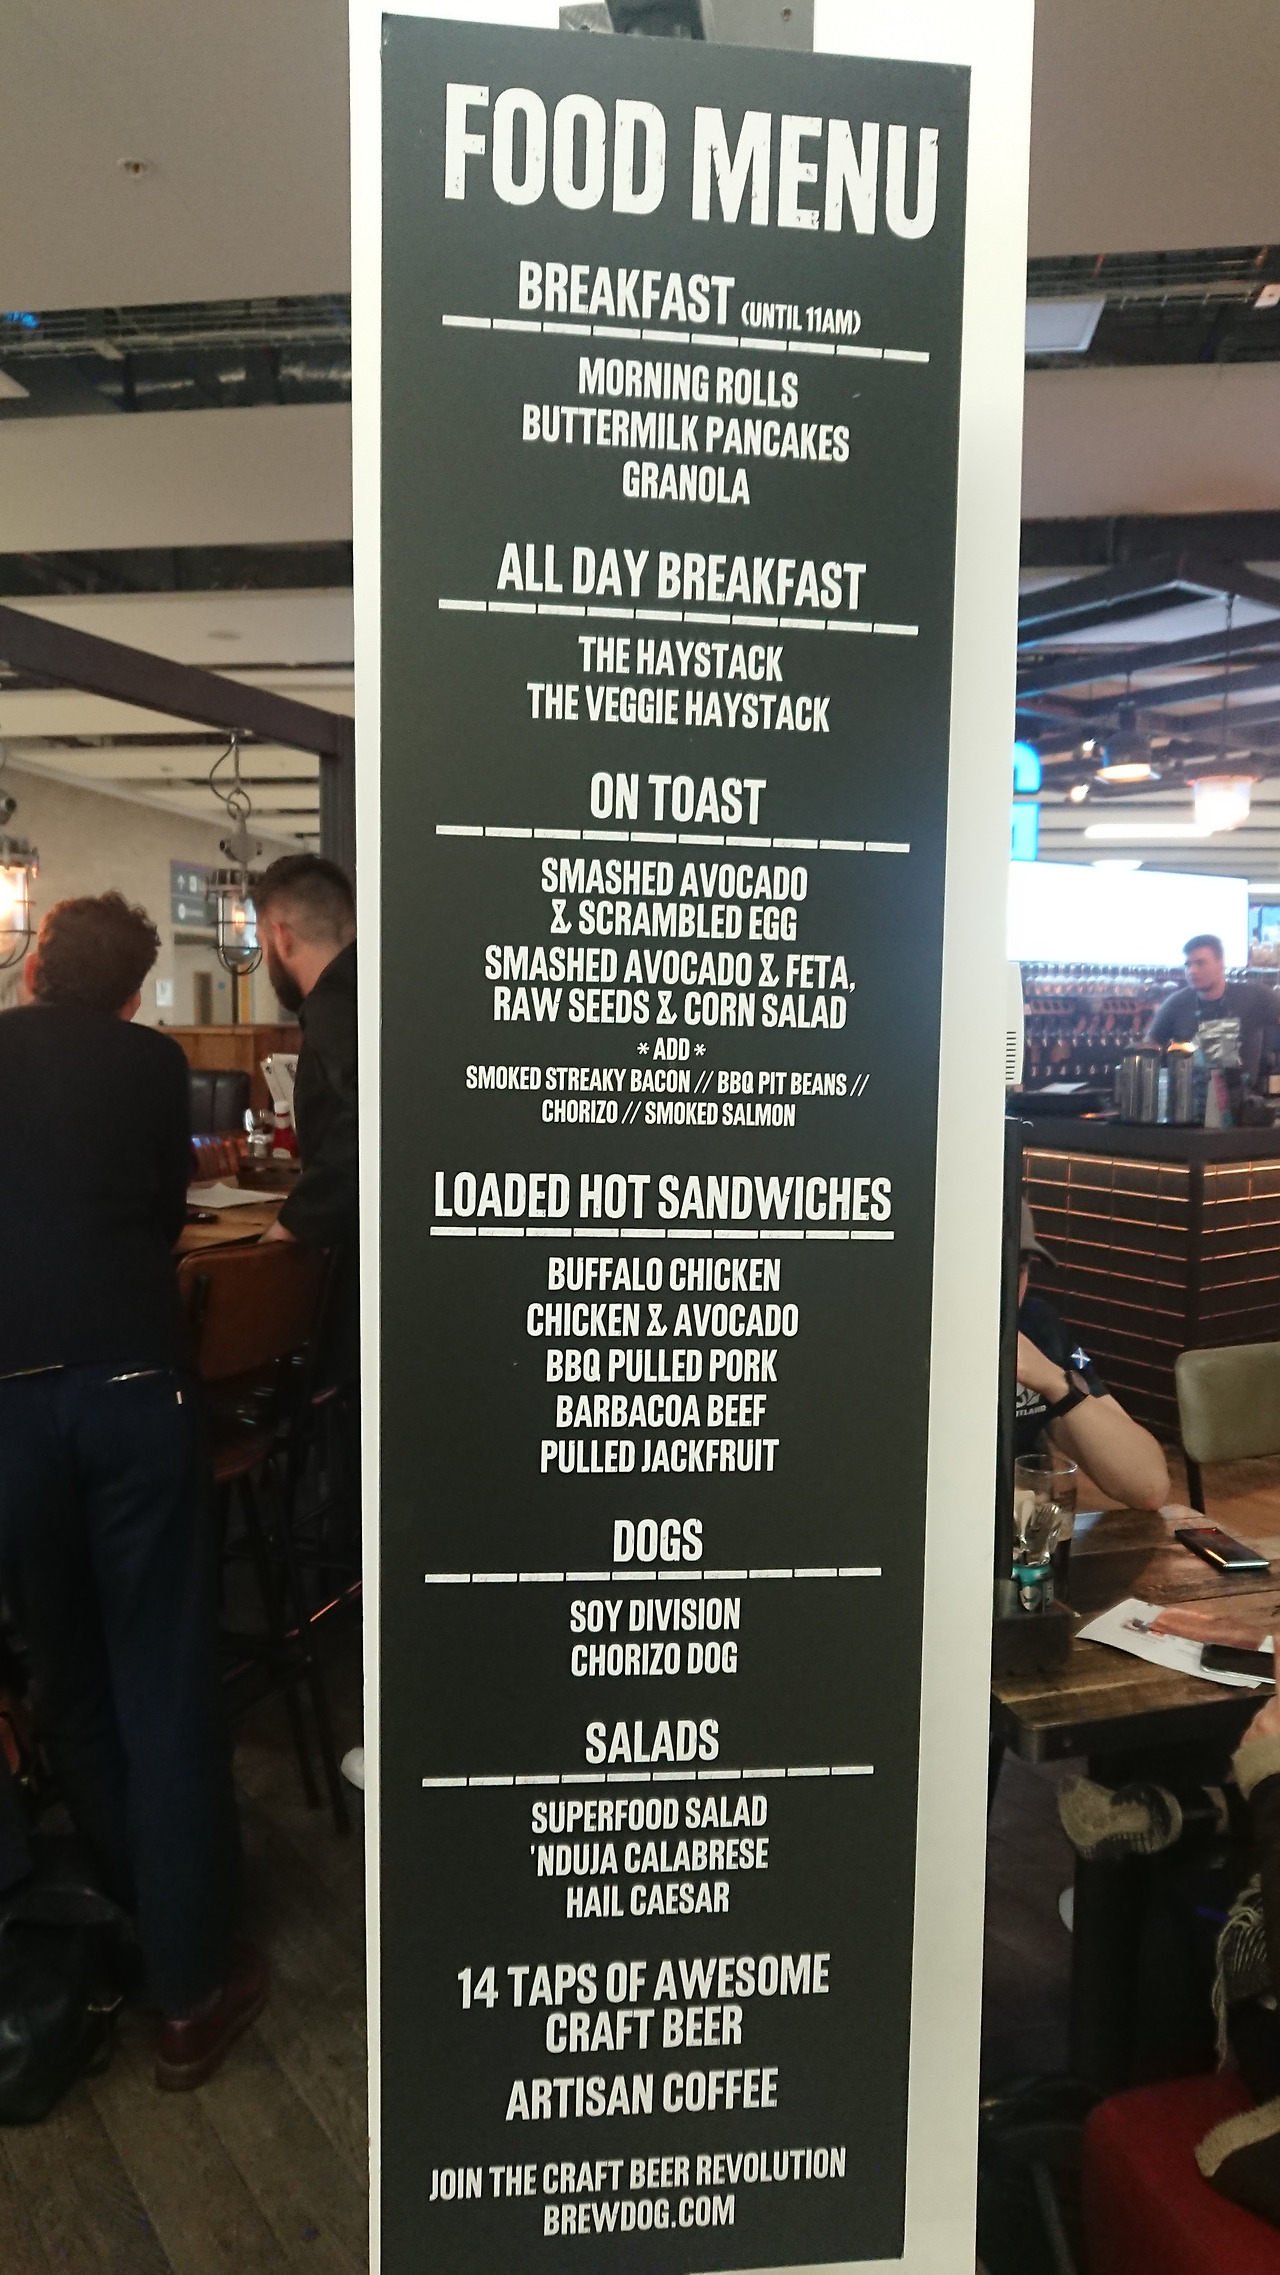 FOOD MENU
BREAKFAST (UNTIL 11AM)
MORNING ROLLS
BUTTERMILK PANCAKES
GRANOLA
ALL DAY BREAKFAST
THE HAYSTACK
THE VEGGIE HAYSTACK
ON TOAST
SMASHED AVOCADO
& SCRAMBLED EGG
SMASHED AVOCADO & FETA,
RAW SEEDS & CORN SALAD
* ADD *
SMOKED STREAKY BACON // BBQ PIT BEANS //
CHORIZO // SMOKED SALMON
LOADED HOT SANDWICHES
BUFFALO CHICKEN
CHICKEN & AVOCADO
BBQ PULLED PORK
BARBACOA BEEF
PULLED JACKFRUIT
DOGS
SOY DIVISION
CHORIZO DOG
SALADS
SUPERFOOD SALAD
'NDUJA CALABRESE
HAIL CAESAR
14 TAPS OF AWESOME
CRAFT BEER
ARTISAN COFFEE
JOIN THE CRAFT BEER REVOLUTION
BREWDOG.COM